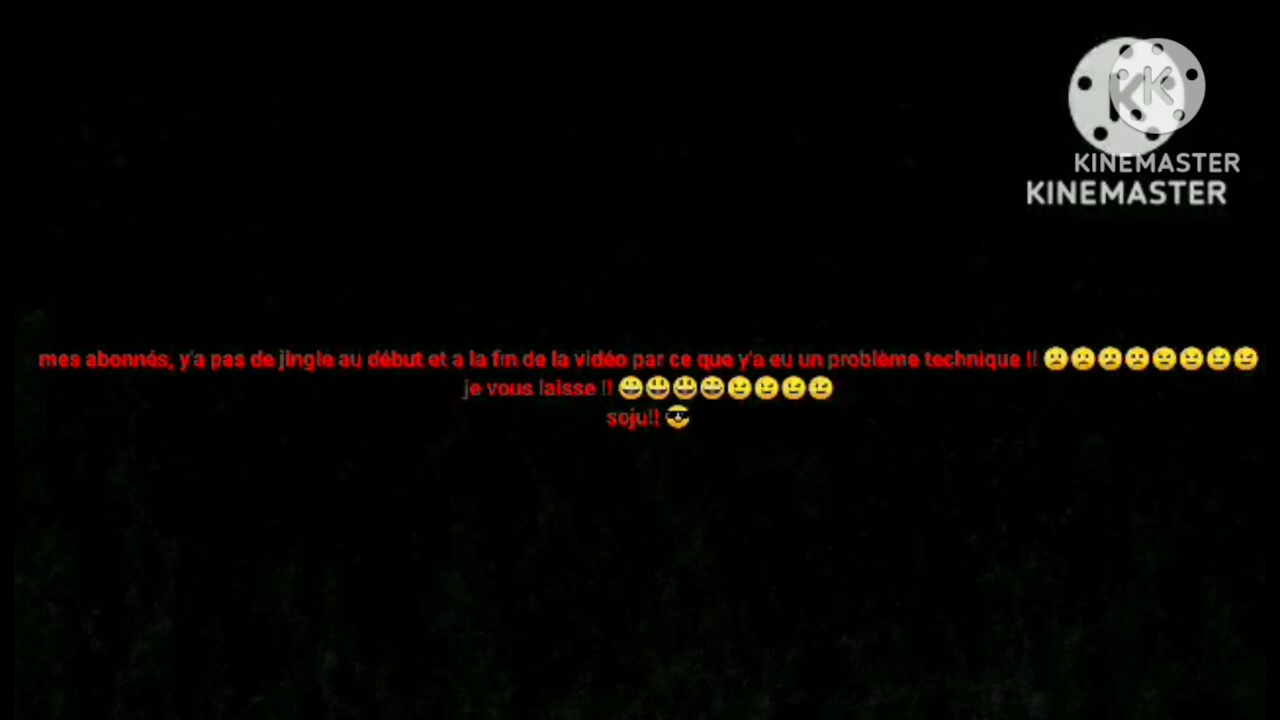 KINEMASTER
KINEMASTER
mes abonnés, y'a pas de jingle au début et a la fin de la vidéo par ce que y'a eu un problème technique !! ☹☹☹☹😉😉😉😉
je vous laisse !! 😀😀😀😀😉😉😉😉
soju!! 😎